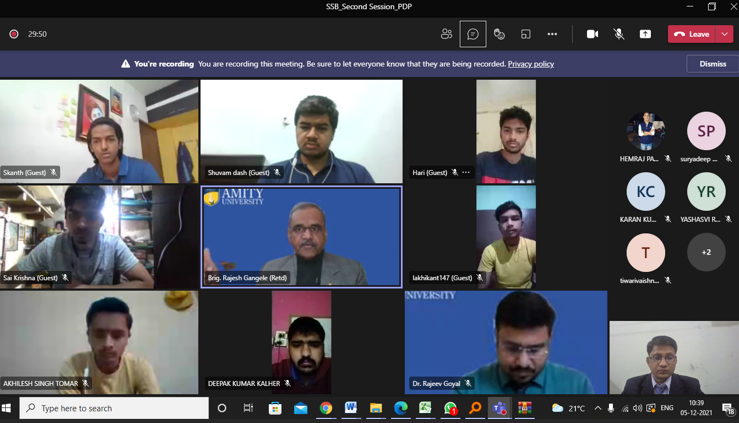 SSB_Second Session_PDP
29:50
Leave
You're recording You are recording this meeting. Be sure to let everyone know that they are being recorded. Privacy policy
Dismiss
Skanth (Guest)
Shuvam dash (Guest)
Hari (Guest)
HEMRAJ PA...
SP
suryadeep ...
Sai Krishna (Guest)
AMITY
UNIVERSITY
Brig. Rajesh Gangele (Retd)
lakhikant147 (Guest)
KC
KARAN KU...
YR
YASHASVI R...
T
tiwarivaishn...
+2
AKHILESH SINGH TOMAR
DEEPAK KUMAR KALHER
NIVERSITY
Dr. Rajeev Goyal
Type here to search
21°C
ENG
10:39
05-12-2021
18